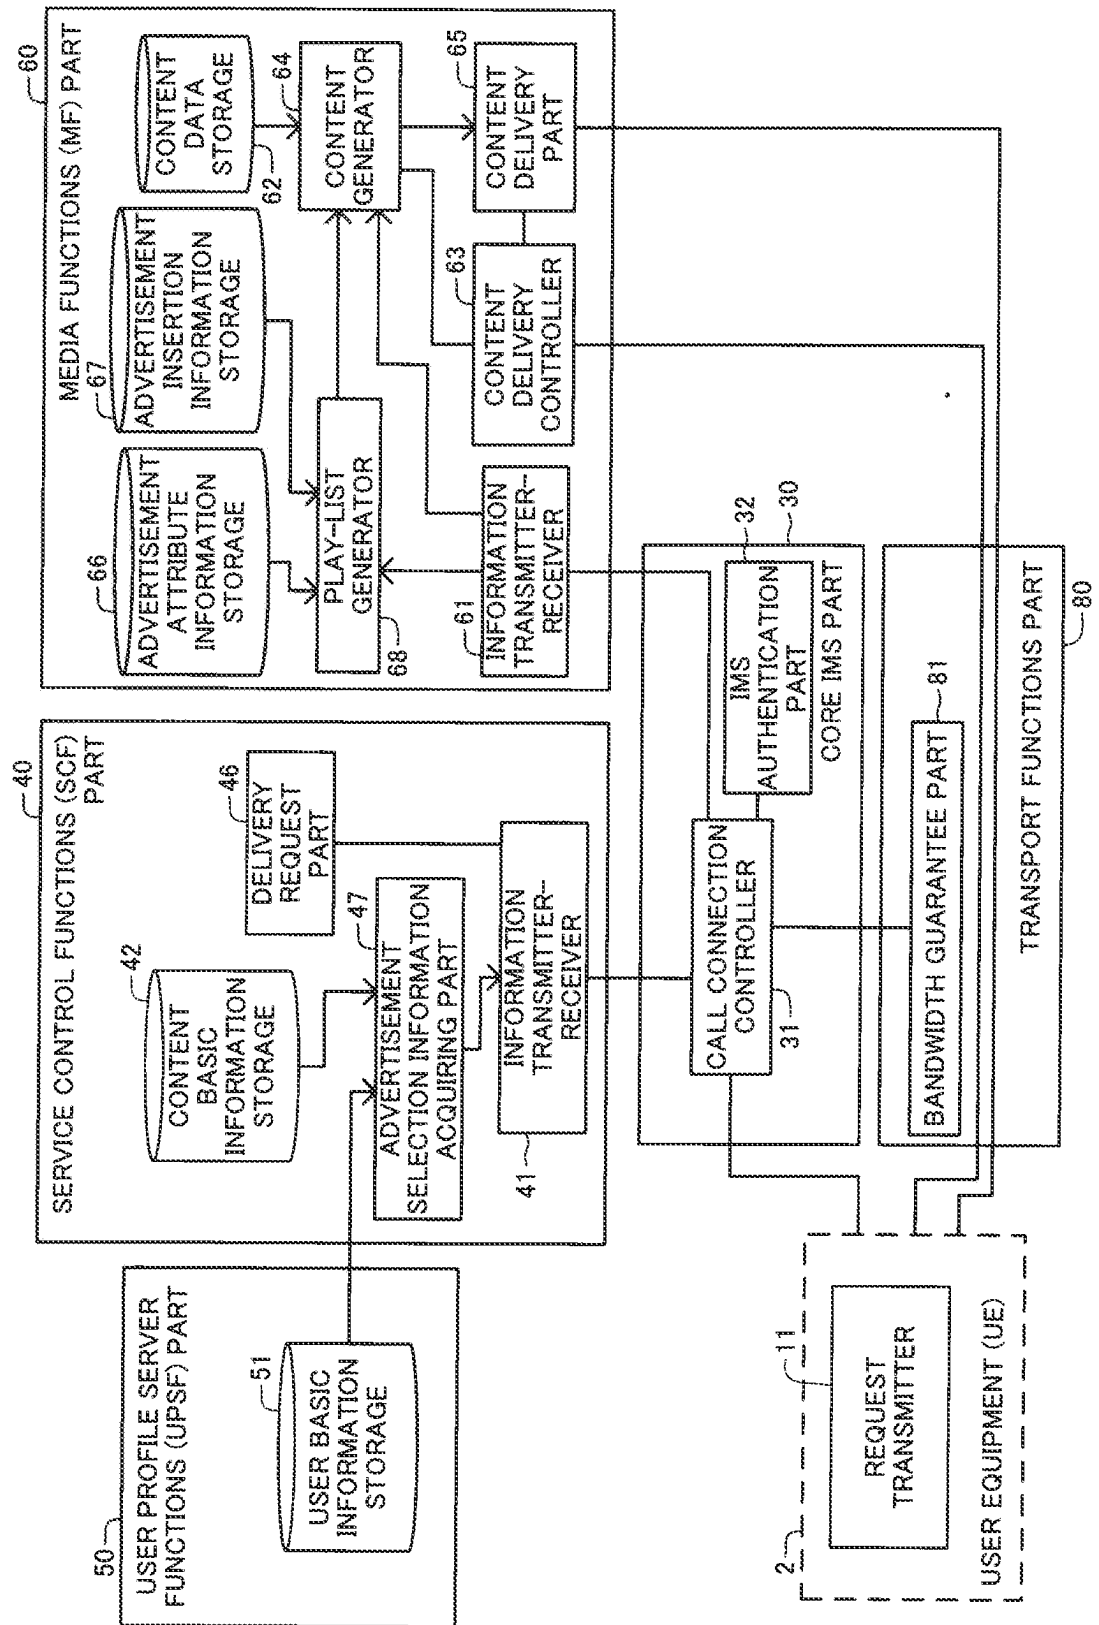 50
USER PROFILE SERVER
FUNCTIONS (UPSF) PART
51
USER BASIC
INFORMATION
STORAGE
40
SERVICE CONTROL FUNCTIONS (SCF)
PART
42
CONTENT
BASIC
INFORMATION
STORAGE
46
DELIVERY
REQUEST
PART
47
ADVERTISEMENT
SELECTION INFORMATION
ACQUIRING PART
41
INFORMATION
TRANSMITTER-
RECEIVER
60
MEDIA FUNCTIONS (MF) PART
66
ADVERTISEMENT
ATTRIBUTE
INFORMATION
STORAGE
67
ADVERTISEMENT
INSERTION
INFORMATION
STORAGE
CONTENT
DATA
STORAGE
62
PLAY-LIST
GENERATOR
68
64
CONTENT
GENERATOR
61
INFORMATION
TRANSMITTER-
RECEIVER
63
CONTENT
DELIVERY
CONTROLLER
65
CONTENT
DELIVERY
PART
30
32
IMS
AUTHENTICATION
PART
CORE IMS PART
CALL CONNECTION
CONTROLLER
31
81
BANDWIDTH GUARANTEE PART
TRANSPORT FUNCTIONS PART
80
2
11
REQUEST
TRANSMITTER
USER EQUIPMENT (UE)